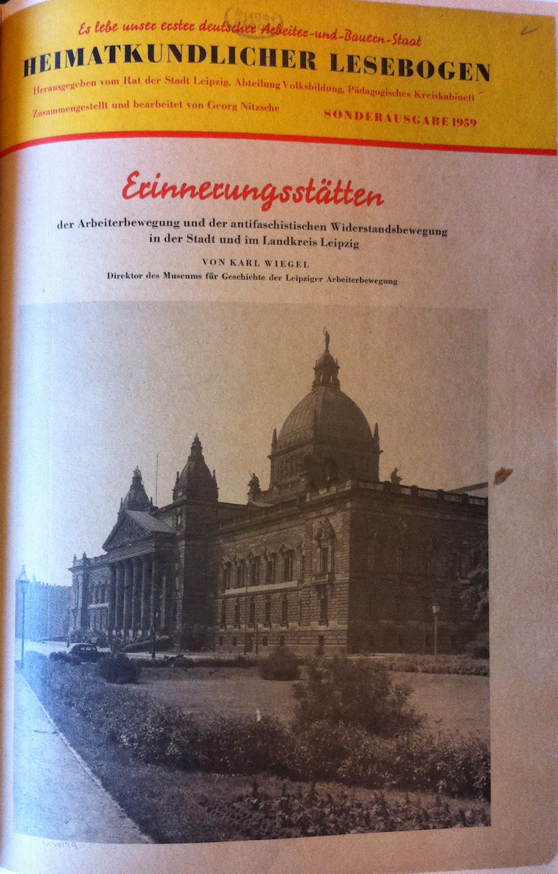 Es lebe unser erster deutscher Arbeiter-und-Bauern-Staat
HEIMATKUNDLICHER LESEBOGEN
Herausgegeben vom Rat der Stadt Leipzig, Abteilung Volksbildung, Pädagogisches Kreiskabinett
Zusammengestellt und bearbeitet von Georg Nitzsche
SONDERAUSGABE 1959
Erinnerungsstätten
der Arbeiterbewegung und der antifaschistischen Widerstandsbewegung
in der Stadt und im Landkreis Leipzig
VON KARL WIEGEL
Direktor des Museums für Geschichte der Leipziger Arbeiterbewegung